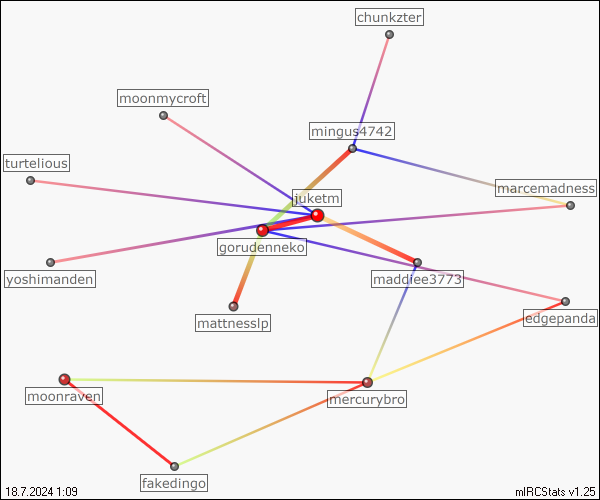 chunkzter
moonmycroft
mingus4742
turtelious
marcemadness
juketm
gorudenneko
yoshimanden
maddiee3773
mattnesslp
edgepanda
moonraven
mercurybro
fakedingo
18.7.2024 1:09
mIRCStats v1.25